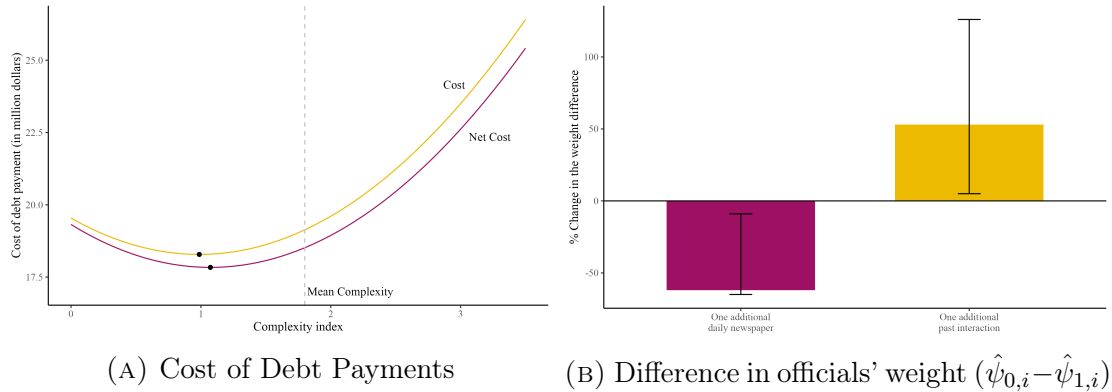 Cost of debt payment (in million dollars)
25.0
22.5
20.0
17.5
Cost
Net Cost
Mean Complexity
0
1
2
3
Complexity index
(A) Cost of Debt Payments
% Change in the weight difference
100
50
0
-50
One additional
daily newspaper
One additional
past interaction
(B) Difference in officials' weight (ψ̂₀,ᵢ−ψ̂₁,ᵢ)